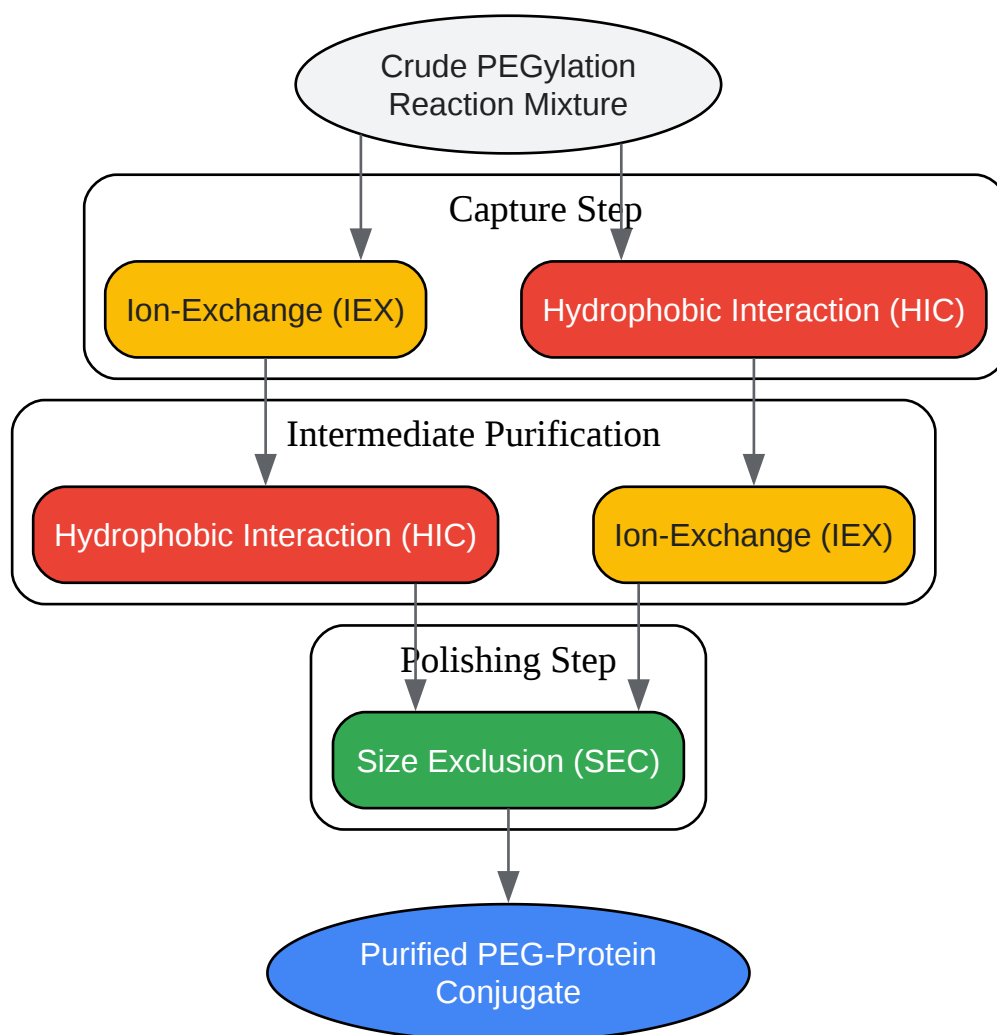 Crude PEGylation
Reaction Mixture
Capture Step
Ion-Exchange (IEX)
Hydrophobic Interaction (HIC)
Intermediate Purification
Hydrophobic Interaction (HIC)
Ion-Exchange (IEX)
Polishing Step
Size Exclusion (SEC)
Purified PEG-Protein
Conjugate